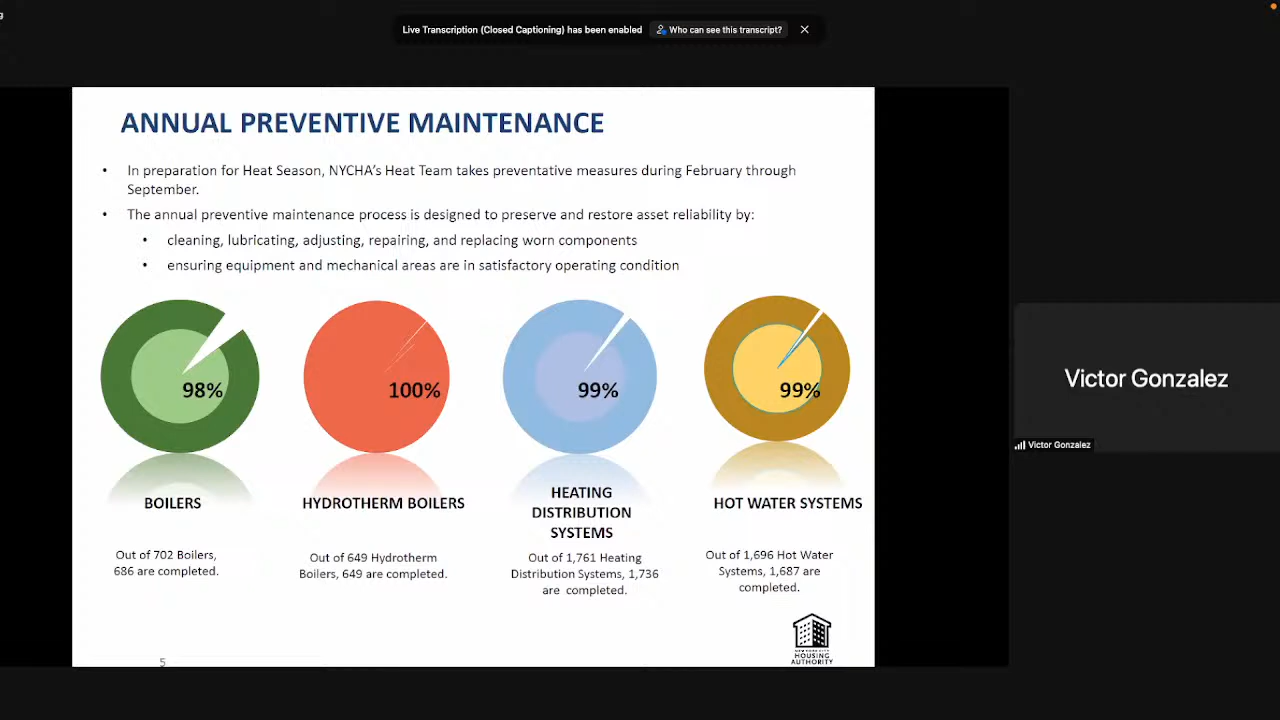 Live Transcription (Closed Captioning) has been enabled
Who can see this transcript?
ANNUAL PREVENTIVE MAINTENANCE
• In preparation for Heat Season, NYCHA's Heat Team takes preventative measures during February through
September.
• The annual preventive maintenance process is designed to preserve and restore asset reliability by:
• cleaning, lubricating, adjusting, repairing, and replacing worn components
• ensuring equipment and mechanical areas are in satisfactory operating condition
98%
100%
99%
99%
BOILERS
HYDROTHERM BOILERS
HEATING
DISTRIBUTION
SYSTEMS
HOT WATER SYSTEMS
Out of 702 Boilers,
686 are completed.
Out of 649 Hydrotherm
Boilers, 649 are completed.
Out of 1,761 Heating
Distribution Systems, 1,736
are completed.
Out of 1,696 Hot Water
Systems, 1,687 are
completed.
NEW YORK CITY
HOUSING
AUTHORITY
5
Victor Gonzalez
Victor Gonzalez